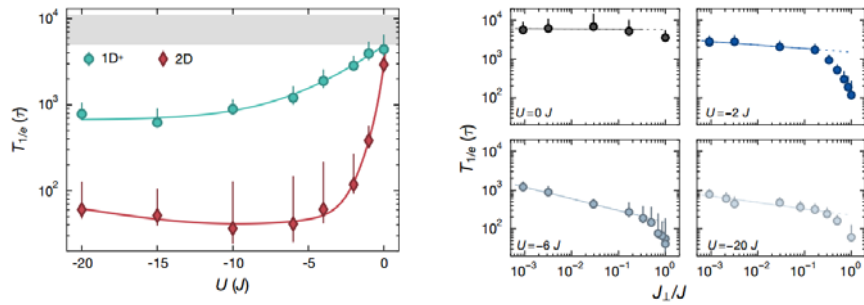 10⁴
10³
10²
T₁/ₑ (τ)
1D⁺
2D
-20
-15
-10
-5
0
U (J)
10⁴
10³
10²
U = 0 J
U = -2 J
10⁴
10³
10²
U = -6 J
U = -20 J
T₁/ₑ (τ)
10⁻³
10⁻²
10⁻¹
10⁰
10⁻³
10⁻²
10⁻¹
10⁰
J⊥/J